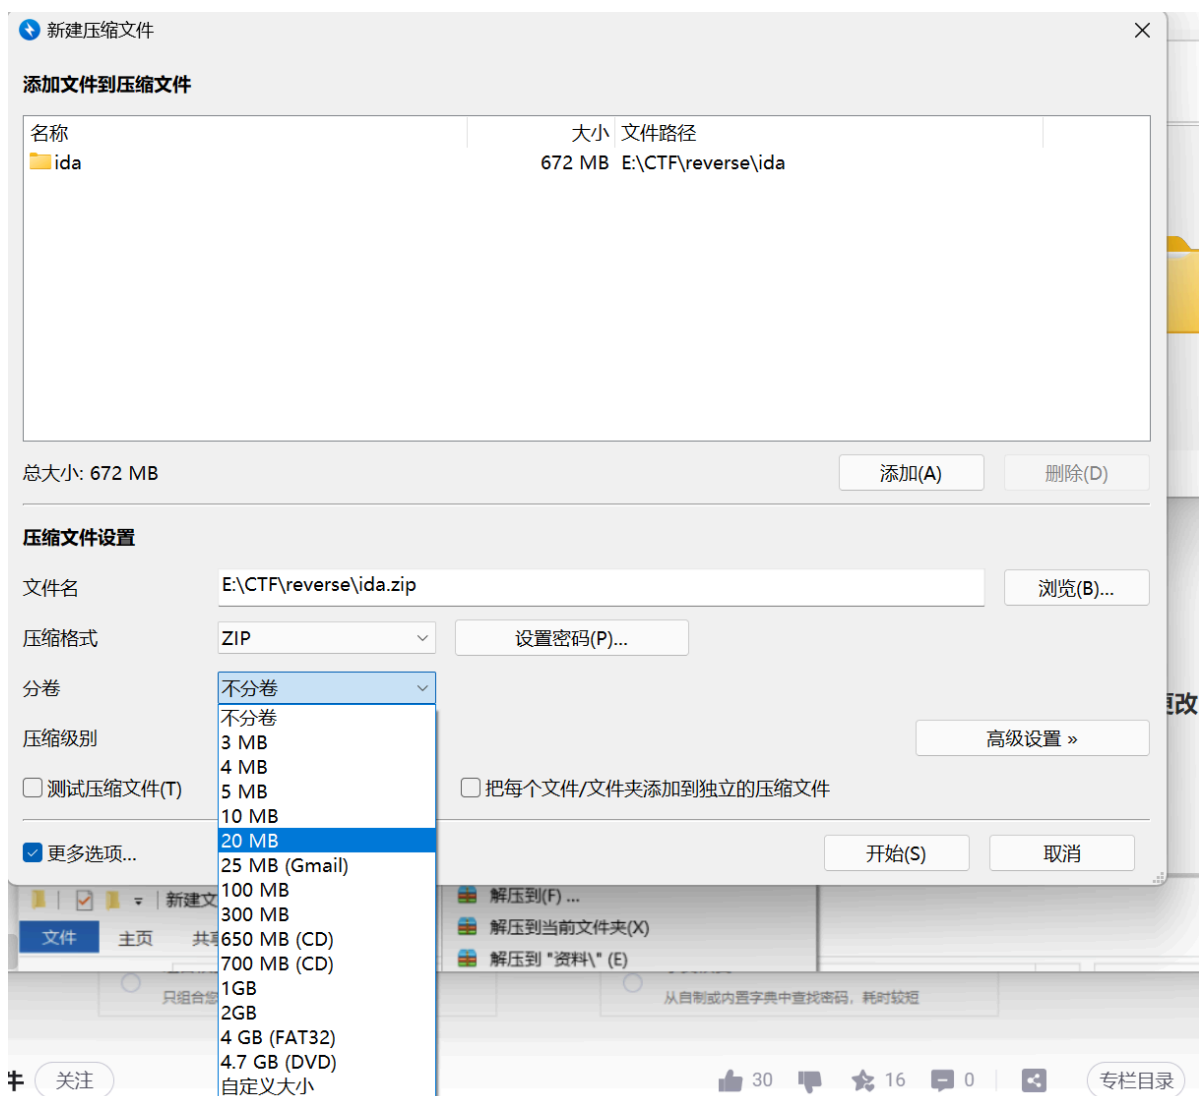 新建压缩文件
添加文件到压缩文件
名称 大小 文件路径
ida 672 MB E:\CTF\reverse\ida
总大小: 672 MB 添加(A) 删除(D)
压缩文件设置
文件名 E:\CTF\reverse\ida.zip 浏览(B)...
压缩格式 ZIP 设置密码(P)...
分卷 不分卷
更改
不分卷
压缩级别 高级设置 »
3 MB
4 MB
测试压缩文件(T) 5 MB 把每个文件/文件夹添加到独立的压缩文件
10 MB
20 MB
更多选项... 开始(S) 取消
25 MB (Gmail)
100 MB
新建文 解压到(F) ...
300 MB
解压到当前文件夹(X)
文件 主页 650 MB (CD)
解压到 "资料\" (E)
700 MB (CD)
1GB
只组合您 从自制或内置字典中查找密码，耗时较短
2GB
4 GB (FAT32)
4.7 GB (DVD)
关注 30 16 0 专栏目录
自定义大小